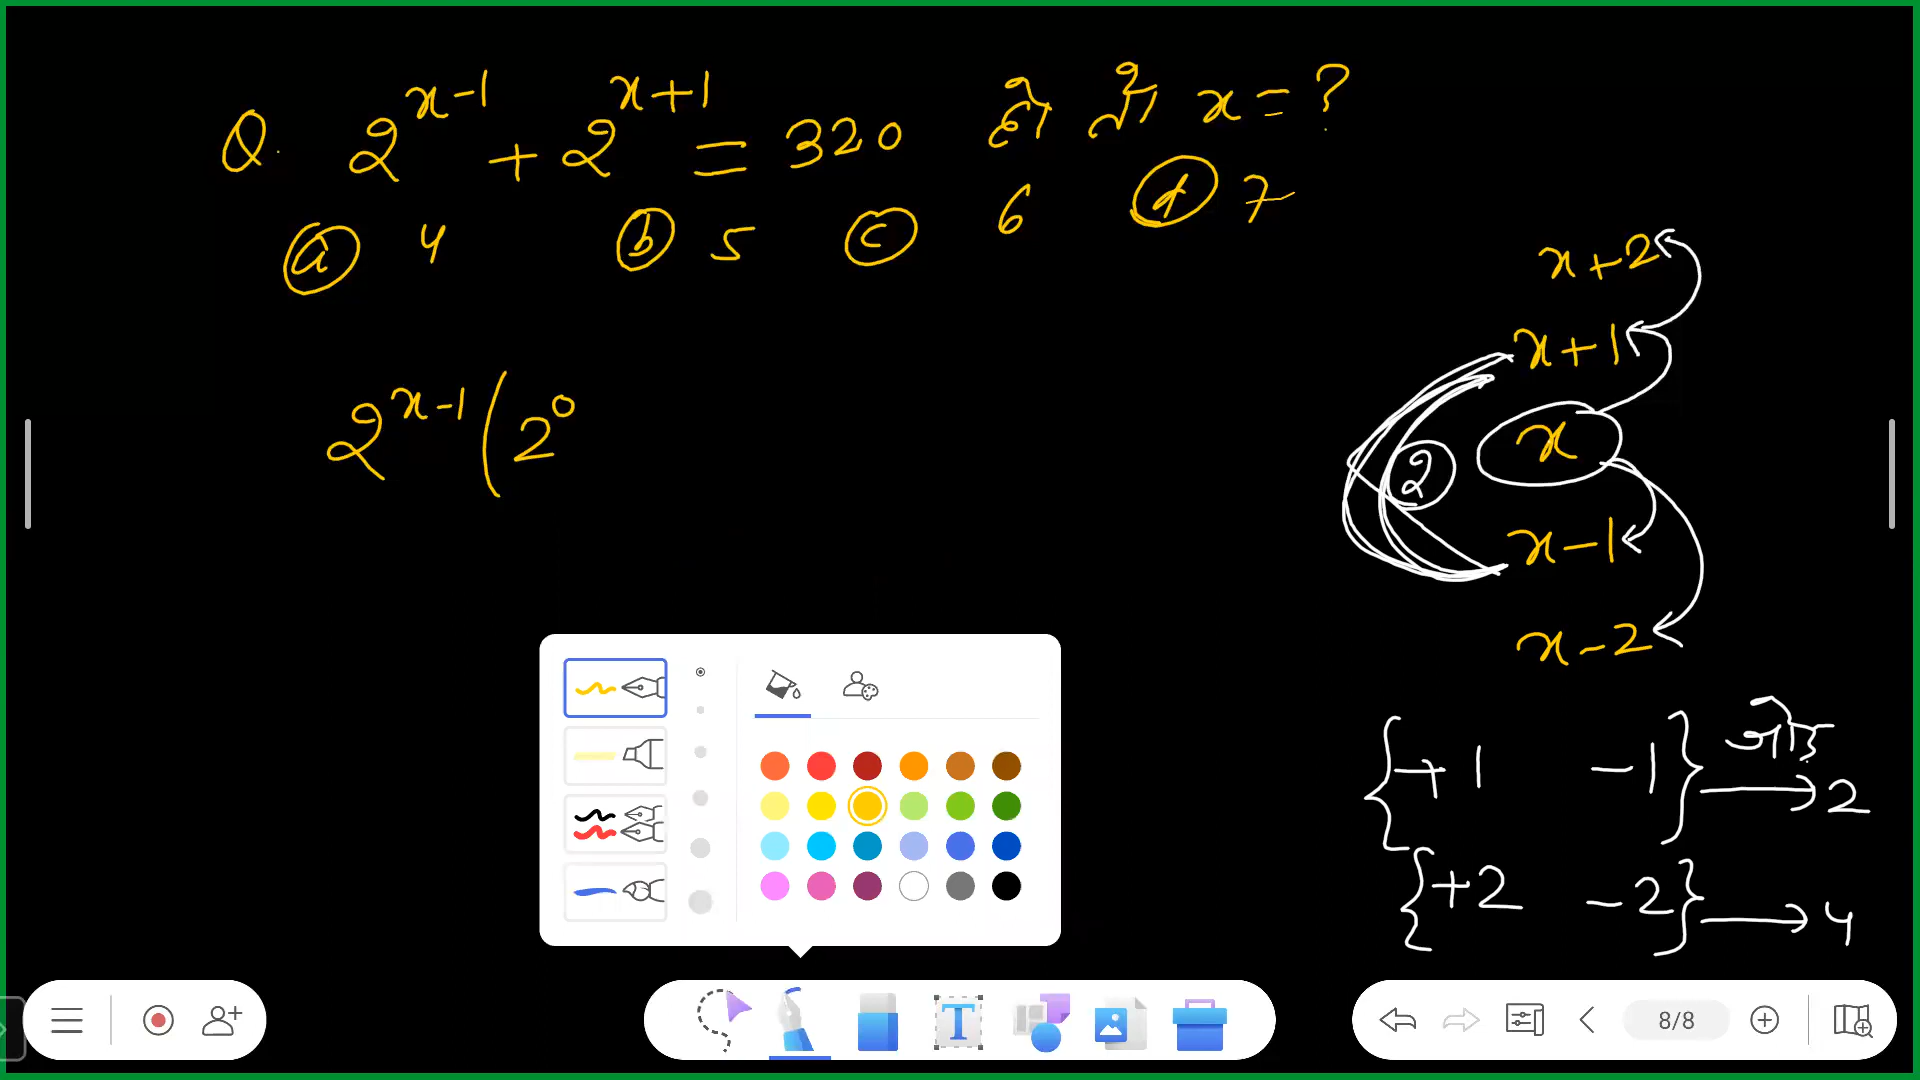 Q. 2^{x-1} + 2^{x+1} = 320 हो तो x = ?
(a) 4 (b) 5 (c) 6 (d) 7
2^{x-1} ( 2^0
x+2
x+1
2 x
x-1
x-2
{+1 -1} जोड़ → 2
{+2 -2} → 4
T
8/8